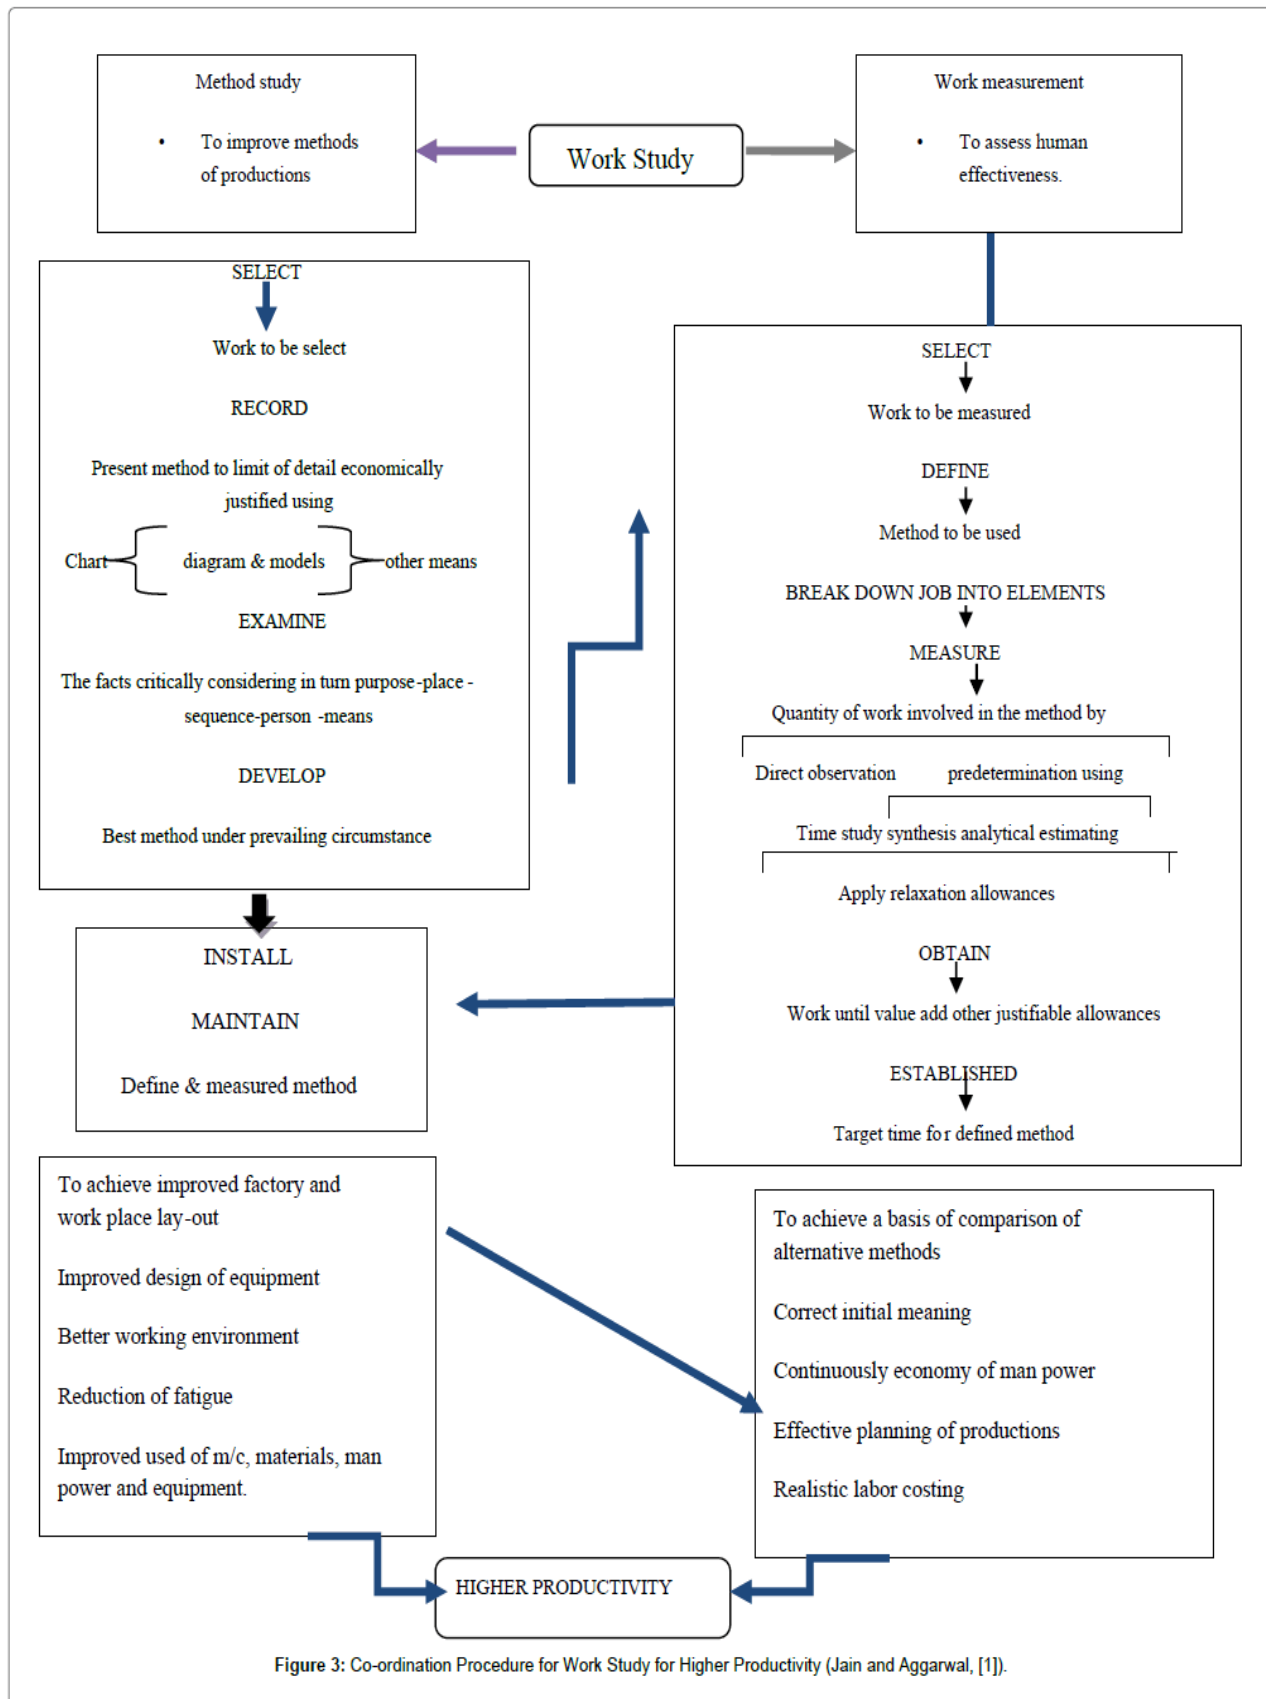 Method study
• To improve methods
of productions
Work Study
Work measurement
• To assess human
effectiveness.
SELECT
Work to be select
RECORD
Present method to limit of detail economically
justified using
Chart diagram & models other means
EXAMINE
The facts critically considering in turn purpose-place -
sequence-person -means
DEVELOP
Best method under prevailing circumstance
SELECT
Work to be measured
DEFINE
Method to be used
BREAK DOWN JOB INTO ELEMENTS
MEASURE
Quantity of work involved in the method by
Direct observation predetermination using
Time study synthesis analytical estimating
Apply relaxation allowances
OBTAIN
Work until value add other justifiable allowances
ESTABLISHED
Target time for defined method
INSTALL
MAINTAIN
Define & measured method
To achieve improved factory and
work place lay-out
Improved design of equipment
Better working environment
Reduction of fatigue
Improved used of m/c, materials, man
power and equipment.
To achieve a basis of comparison of
alternative methods
Correct initial meaning
Continuously economy of man power
Effective planning of productions
Realistic labor costing
HIGHER PRODUCTIVITY
Figure 3: Co-ordination Procedure for Work Study for Higher Productivity (Jain and Aggarwal, [1]).